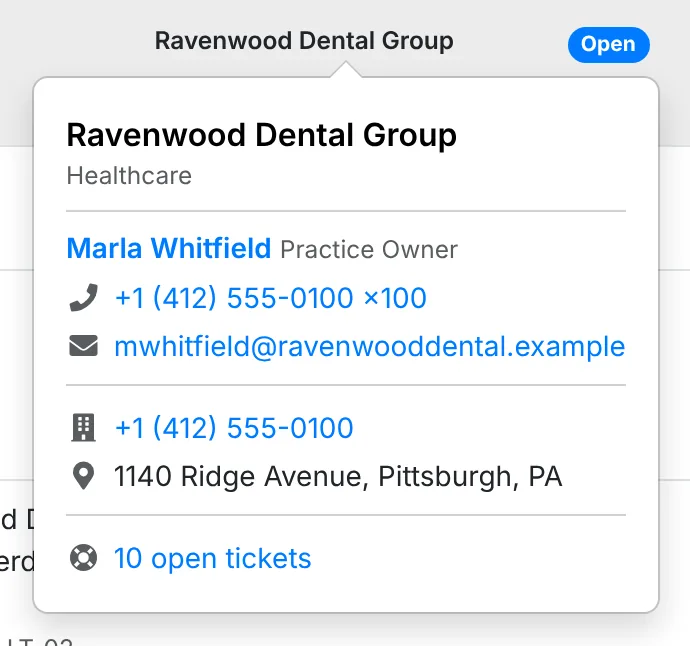 Ravenwood Dental Group
Open
Ravenwood Dental Group
Healthcare
Marla Whitfield Practice Owner
+1 (412) 555-0100 ×100
mwhitfield@ravenwooddental.example
+1 (412) 555-0100
1140 Ridge Avenue, Pittsburgh, PA
d D
erd
10 open tickets